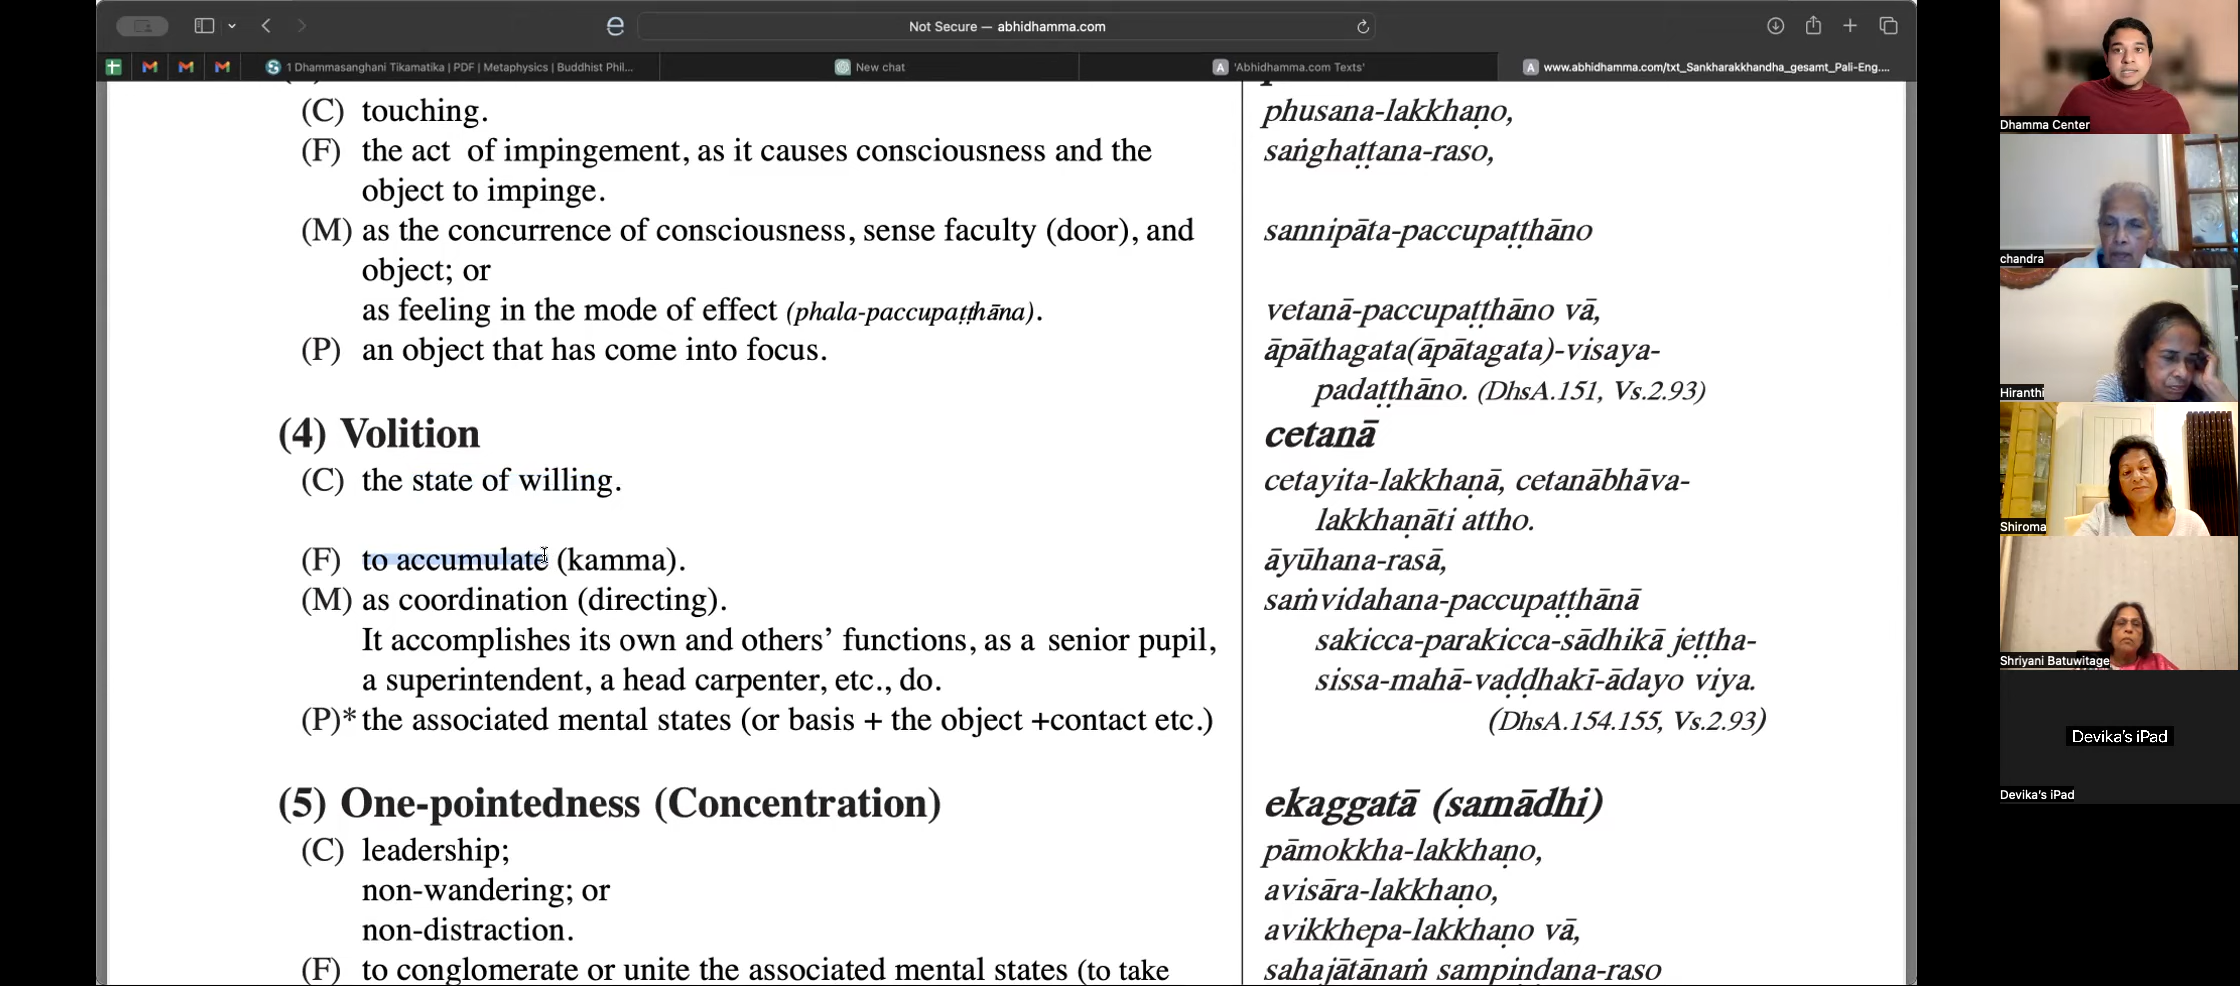 Not Secure — abhidhamma.com
1 Dhammasanghani Tikamatika | PDF | Metaphysics | Buddhist Phil...
New chat
A 'Abhidhamma.com Texts'
A www.abhidhamma.com/txt_Sankharakkhandha_gesamt_Pali-Eng....
(C) touching.
phusana-lakkhaṇo,
(F) the act of impingement, as it causes consciousness and the
saṅghaṭṭana-raso,
object to impinge.
(M) as the concurrence of consciousness, sense faculty (door), and
sannipāta-paccupaṭṭhāno
object; or
as feeling in the mode of effect (phala-paccupaṭṭhāna).
vetanā-paccupaṭṭhāno vā,
(P) an object that has come into focus.
āpāthagata(āpātagata)-visaya-
padaṭṭhāno. (DhsA.151, Vs.2.93)
(4) Volition
cetanā
(C) the state of willing.
cetayita-lakkhaṇā, cetanābhāva-
lakkhaṇāti attho.
(F) to accumulate (kamma).
āyūhana-rasā,
(M) as coordination (directing).
saṁvidahana-paccupaṭṭhānā
It accomplishes its own and others’ functions, as a senior pupil,
sakicca-parakicca-sādhikā jeṭṭha-
a superintendent, a head carpenter, etc., do.
sissa-mahā-vaḍḍhakī-ādayo viya.
(P)* the associated mental states (or basis + the object +contact etc.)
(DhsA.154.155, Vs.2.93)
(5) One-pointedness (Concentration)
ekaggatā (samādhi)
(C) leadership;
pāmokkha-lakkhaṇo,
non-wandering; or
avisāra-lakkhaṇo,
non-distraction.
avikkhepa-lakkhaṇo vā,
(F) to conglomerate or unite the associated mental states (to take
sahajātānaṁ sampiṇdana-raso
Dhamma Center
chandra
Hiranthi
Shiroma
Shriyani Batuwitage
Devika’s iPad
Devika’s iPad